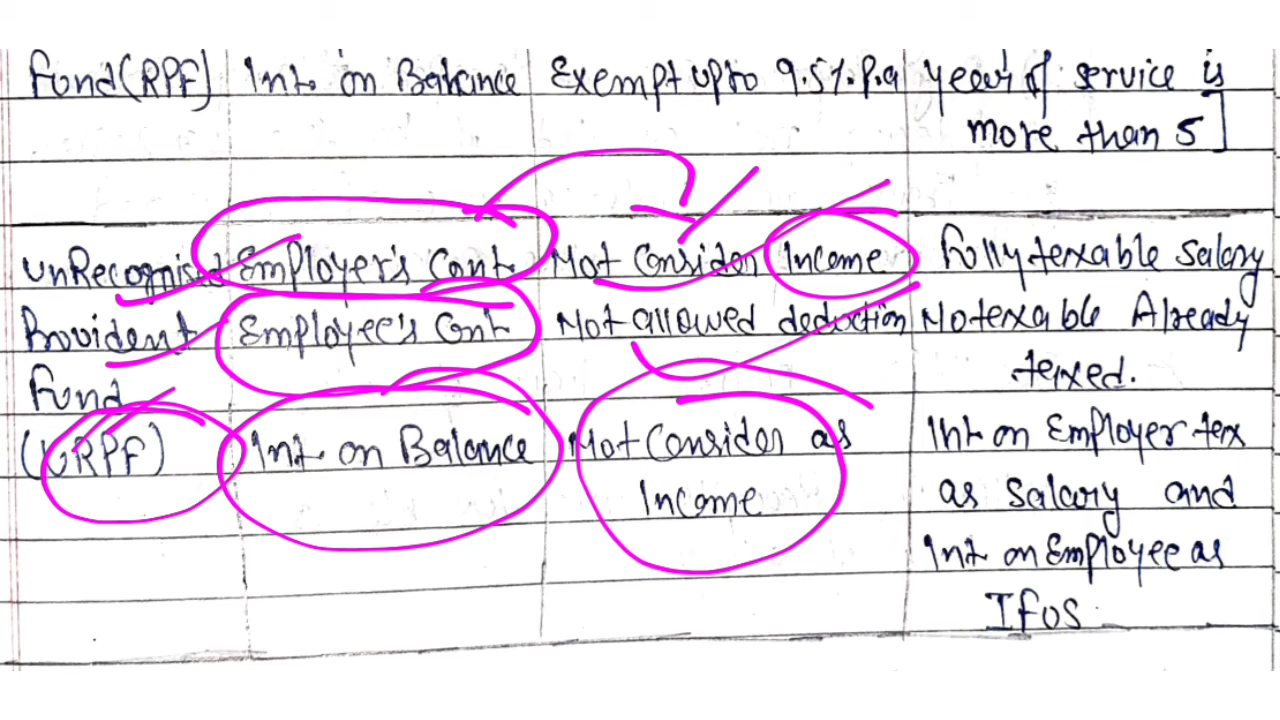 Fund(RPF) Int. on Balance Exempt upto 9.5%.p.a year of service is
more than 5]
UnRecognised Employer's Cont Not Consider Income Fully taxable Salary
Provident Employee's Cont Not allowed deduction Notaxable Already
Fund taxed.
(URPF) Int. on Balance Not Consider as Int on Employer tax
Income as Salary and
Int on Employee as
IFOS.